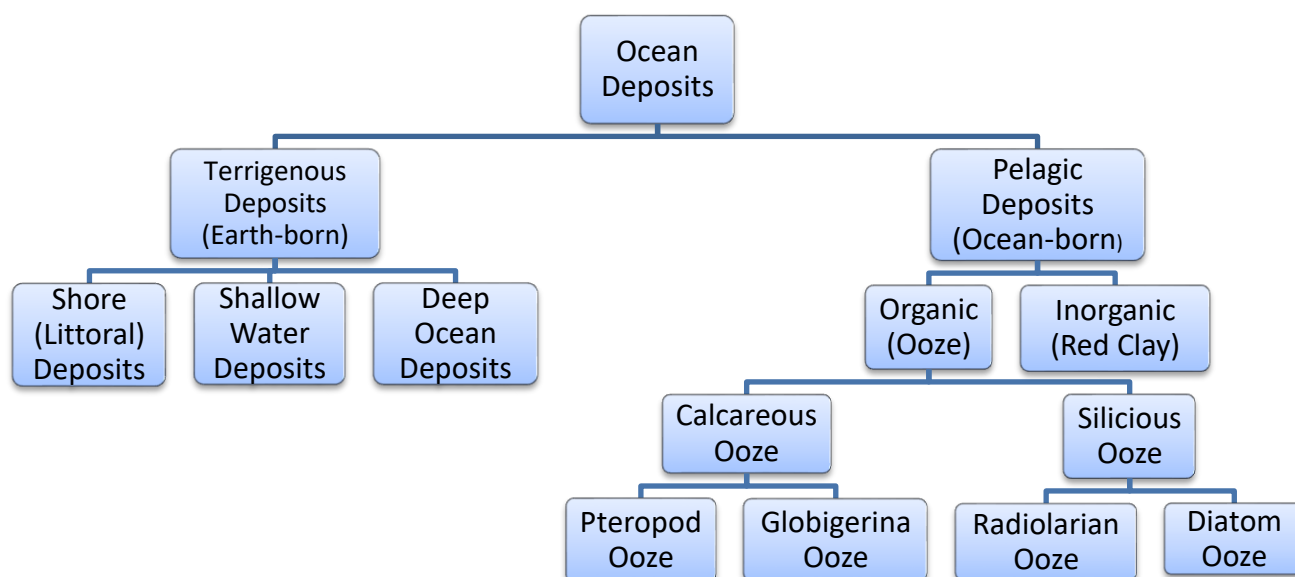 Ocean
Deposits
Terrigenous
Deposits
(Earth-born)
Pelagic
Deposits
(Ocean-born)
Shore
(Littoral)
Deposits
Shallow
Water
Deposits
Deep
Ocean
Deposits
Organic
(Ooze)
Inorganic
(Red Clay)
Calcareous
Ooze
Silicious
Ooze
Pteropod
Ooze
Globigerina
Ooze
Radiolarian
Ooze
Diatom
Ooze